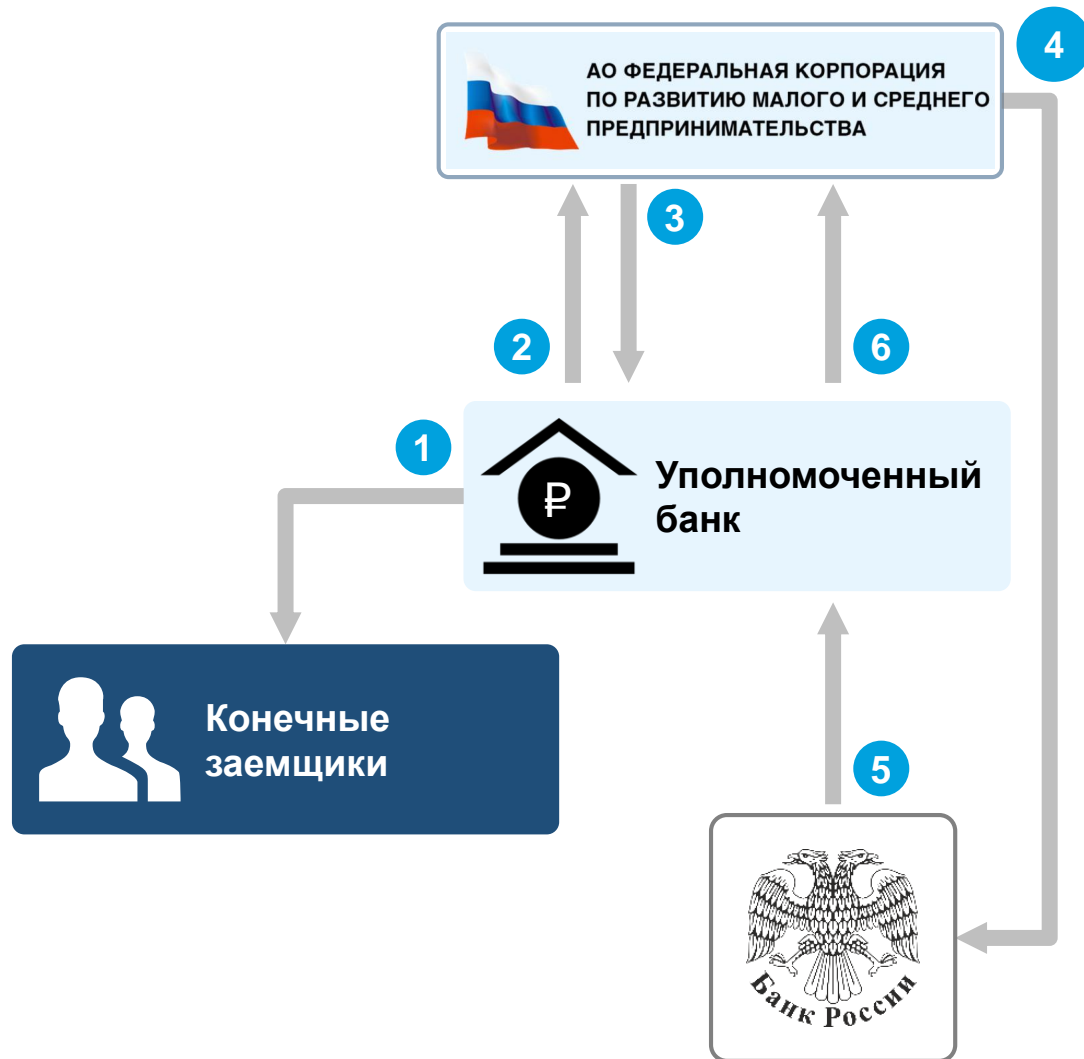 4
АО ФЕДЕРАЛЬНАЯ КОРПОРАЦИЯ
ПО РАЗВИТИЮ МАЛОГО И СРЕДНЕГО
ПРЕДПРИНИМАТЕЛЬСТВА
3
2
6
1
₽
Уполномоченный
банк
Конечные
заемщики
5
Банк России